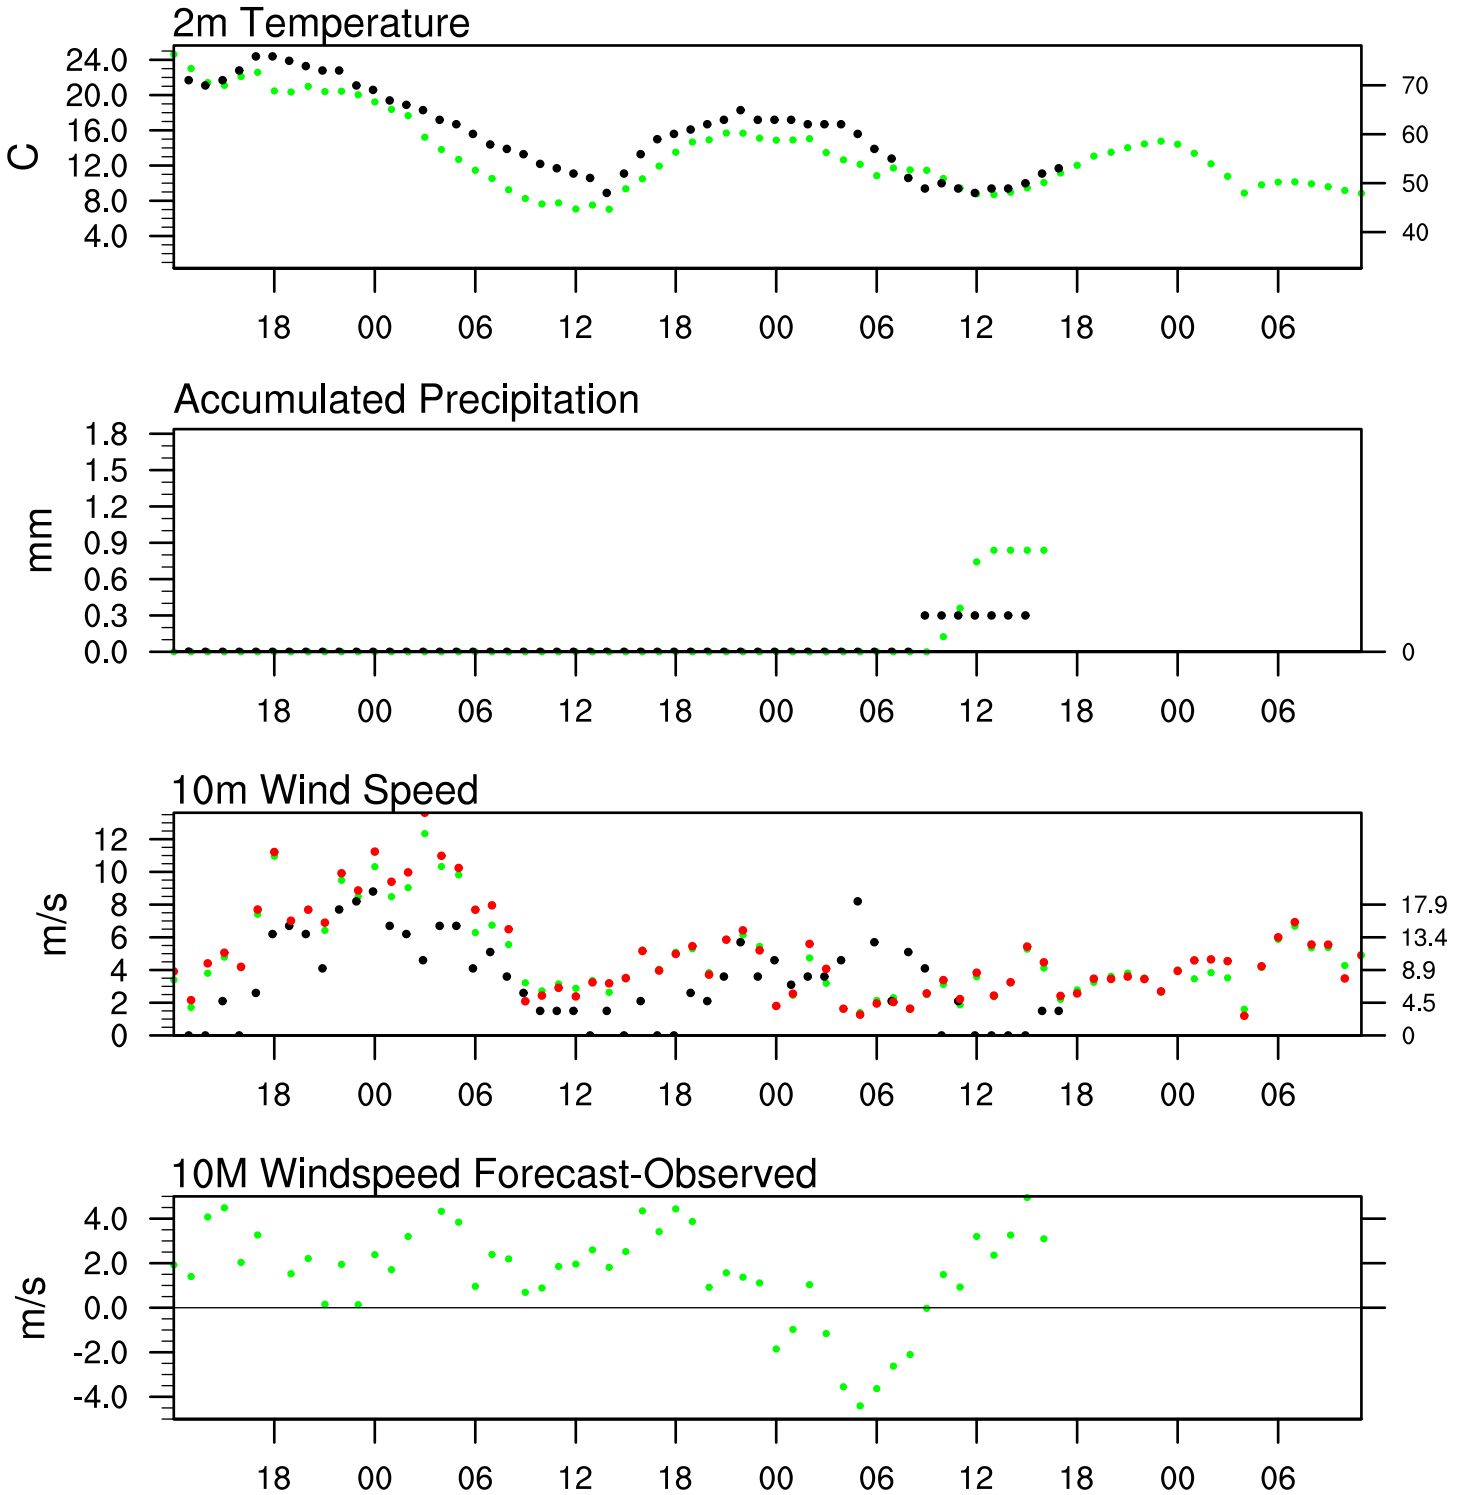 2m Temperature
24.0
20.0
16.0
12.0
8.0
4.0
C
70
60
50
40
18 00 06 12 18 00 06 12 18 00 06
Accumulated Precipitation
1.8
1.5
1.2
0.9
0.6
0.3
0.0
mm
0
18 00 06 12 18 00 06 12 18 00 06
10m Wind Speed
12
10
8
6
4
2
0
m/s
17.9
13.4
8.9
4.5
0
18 00 06 12 18 00 06 12 18 00 06
10M Windspeed Forecast-Observed
4.0
2.0
0.0
-2.0
-4.0
m/s
18 00 06 12 18 00 06 12 18 00 06